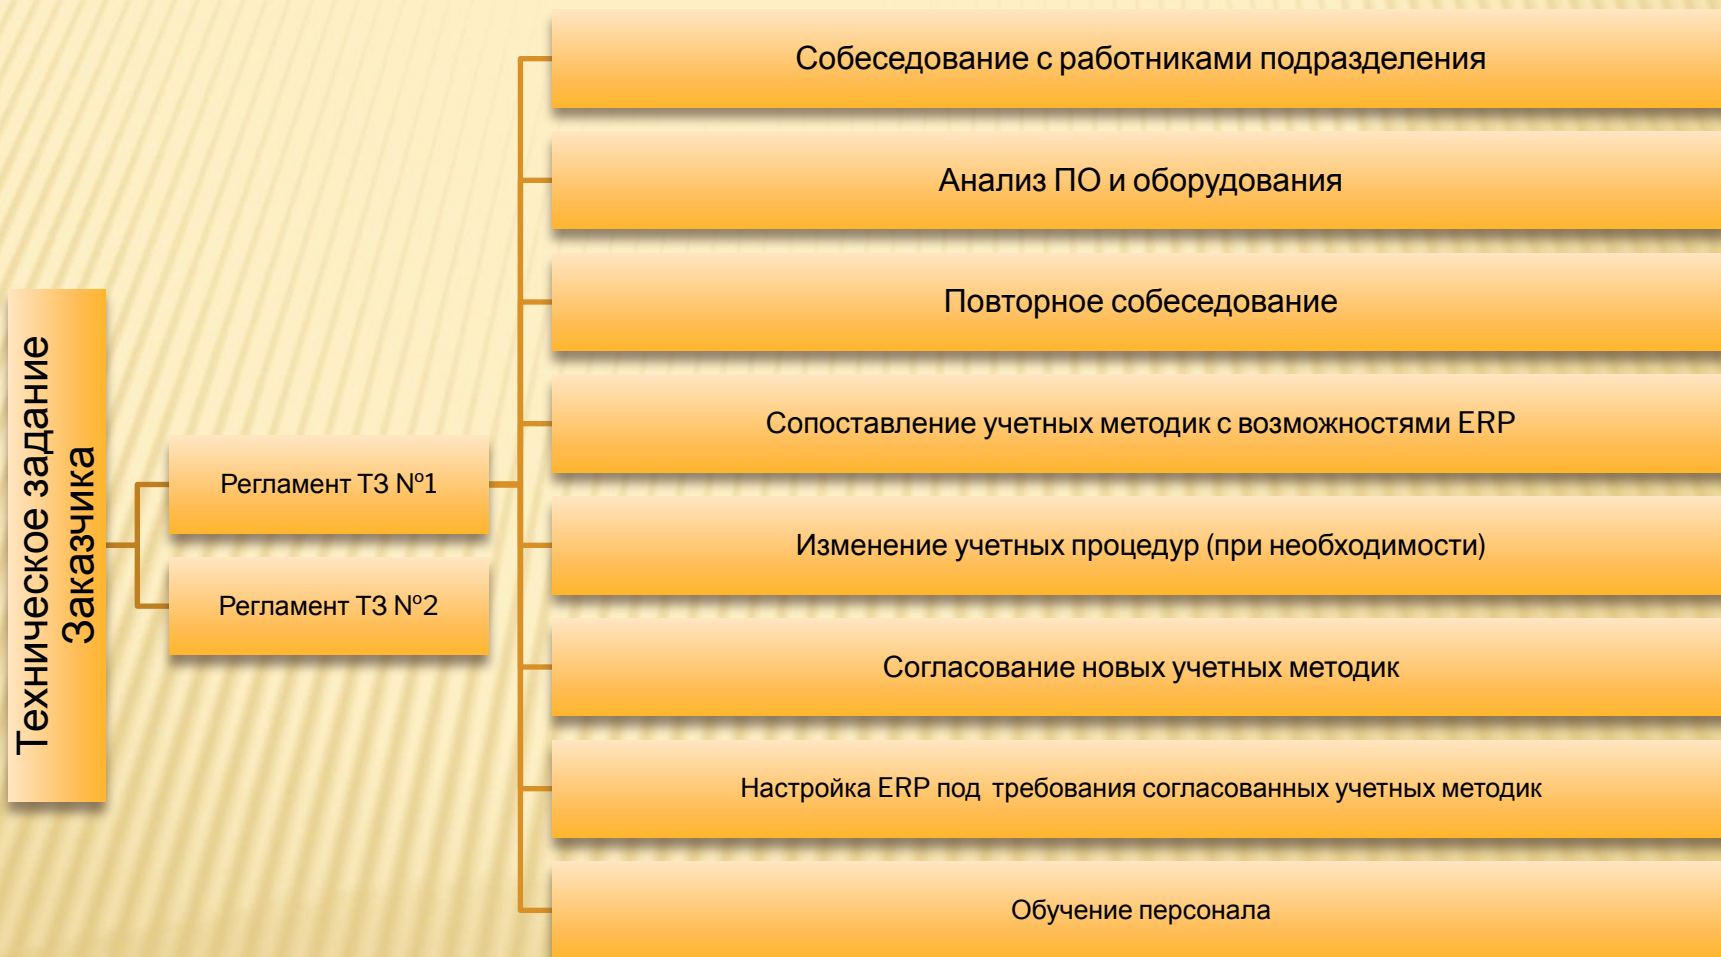 Техническое задание
Заказчика
Регламент ТЗ №1
Регламент ТЗ №2
Собеседование с работниками подразделения
Анализ ПО и оборудования
Повторное собеседование
Сопоставление учетных методик с возможностями ERP
Изменение учетных процедур (при необходимости)
Согласование новых учетных методик
Настройка ERP под требования согласованных учетных методик
Обучение персонала